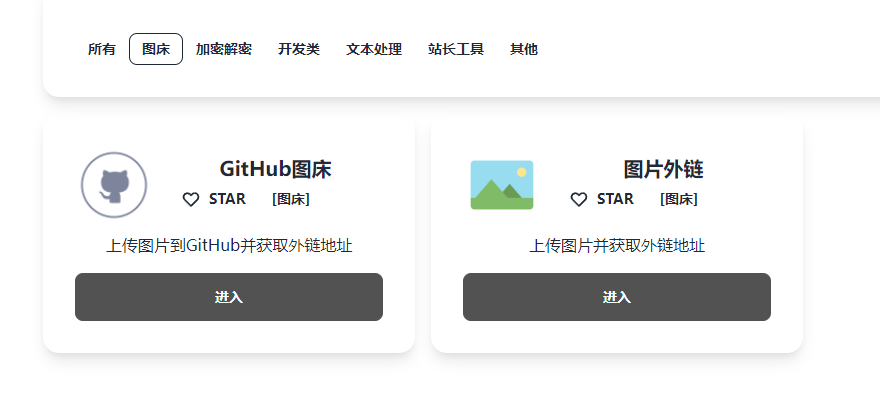 所有 图床 加密解密 开发类 文本处理 站长工具 其他
GitHub图床
STAR [图床]
上传图片到GitHub并获取外链地址
进入
图片外链
STAR [图床]
上传图片并获取外链地址
进入